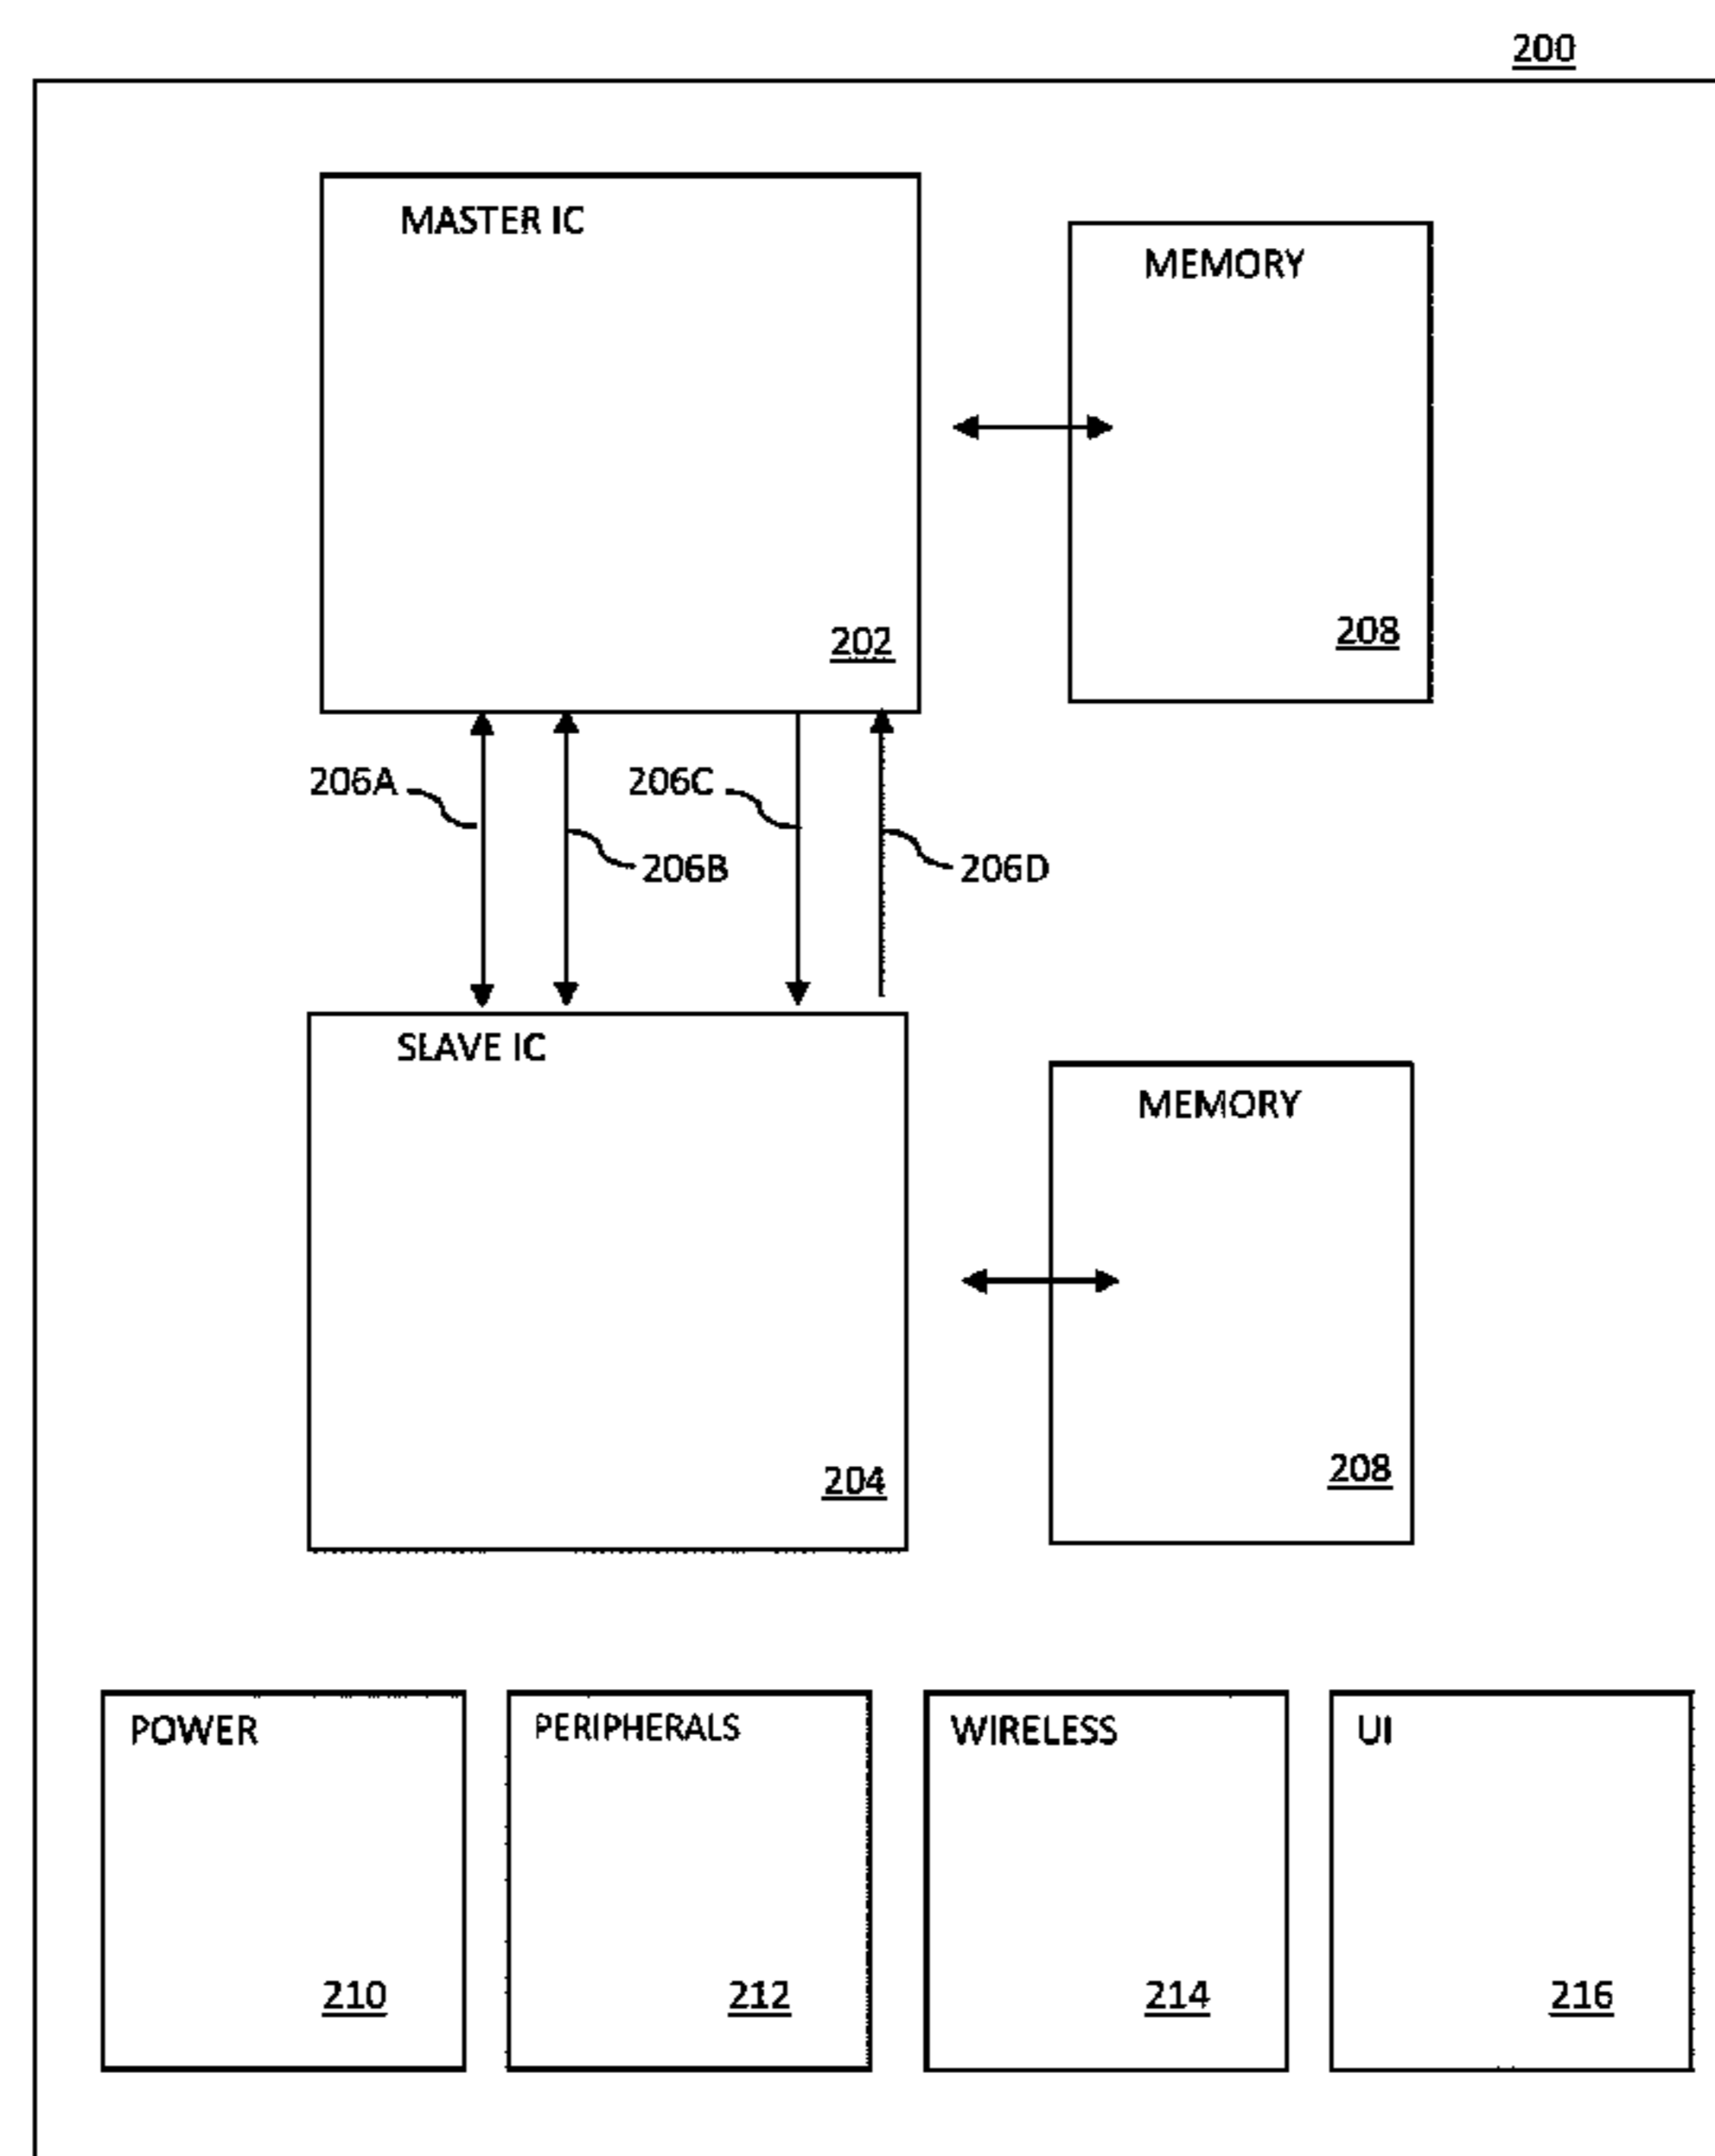 200
MASTER IC
202
MEMORY
208
206A
206B
206C
206D
SLAVE IC
204
MEMORY
208
POWER
210
PERIPHERALS
212
WIRELESS
214
UI
216